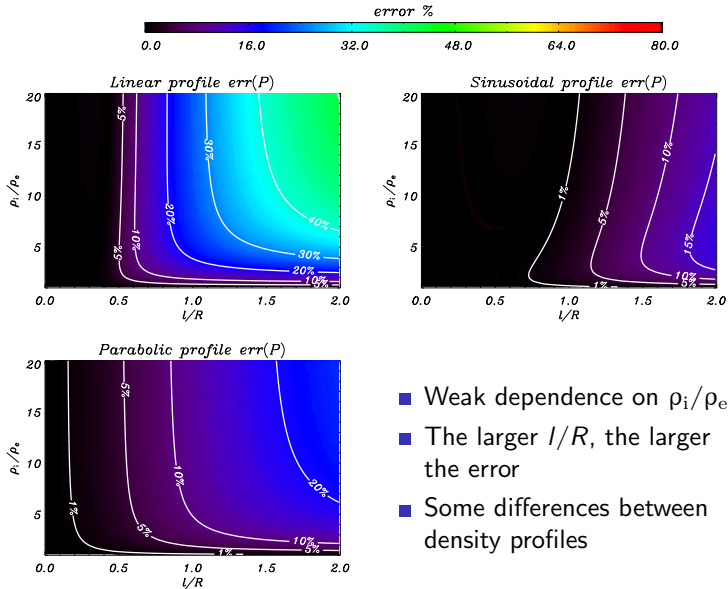 error %
0.0 16.0 32.0 48.0 64.0 80.0
Linear profile err(P)
20
15
10
5
ρi/ρe
5%
10%
20%
30%
40%
30%
20%
10%
5%
5%
10%
0.0 0.5 1.0 1.5 2.0
l/R
Sinusoidal profile err(P)
20
15
10
5
ρi/ρe
1%
5%
10%
15%
10%
5%
1%
0.0 0.5 1.0 1.5 2.0
l/R
Parabolic profile err(P)
20
15
10
5
ρi/ρe
1%
5%
10%
20%
10%
5%
5%
1%
0.0 0.5 1.0 1.5 2.0
l/R
Weak dependence on ρi/ρe
The larger l/R, the larger
the error
Some differences between
density profiles